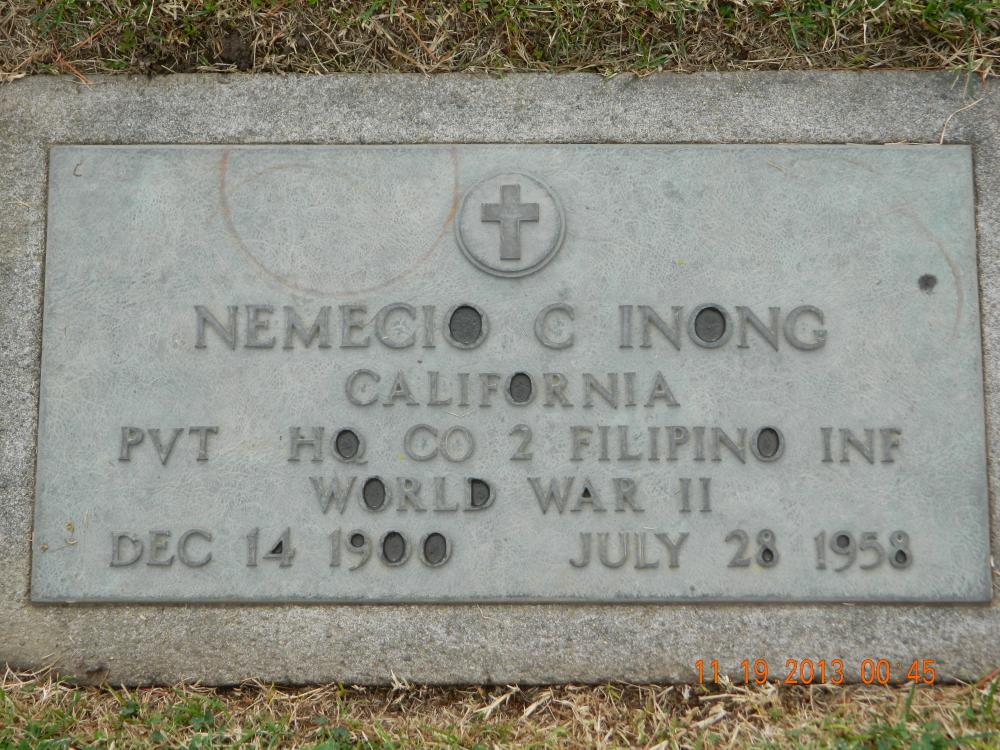 NEMECIO C INONG
CALIFORNIA
PVT HQ CO 2 FILIPINO INF
WORLD WAR II
DEC 14 1900 JULY 28 1958
11.19.2013 00:45